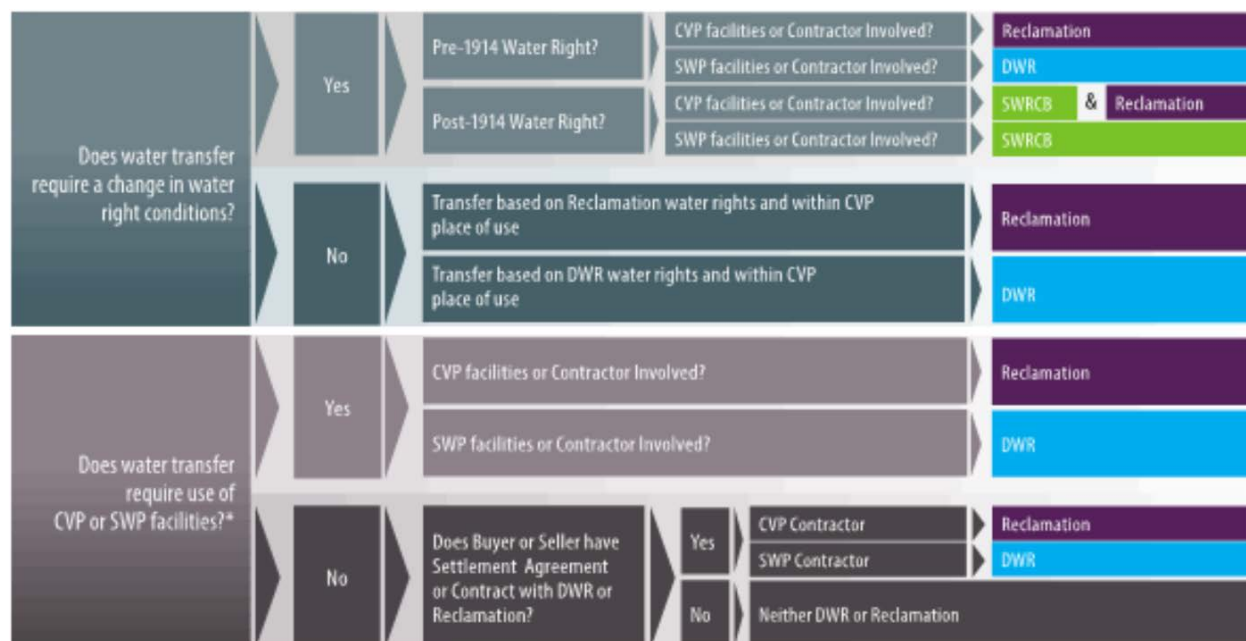 Does water transfer
require a change in water
right conditions?
Yes
Pre-1914 Water Right?
CVP facilities or Contractor Involved?
Reclamation
SWP facilities or Contractor Involved?
DWR
Post-1914 Water Right?
CVP facilities or Contractor Involved?
SWRCB & Reclamation
SWP facilities or Contractor Involved?
SWRCB
No
Transfer based on Reclamation water rights and within CVP
place of use
Reclamation
Transfer based on DWR water rights and within CVP
place of use
DWR
Does water transfer
require use of
CVP or SWP facilities?*
Yes
CVP facilities or Contractor Involved?
Reclamation
SWP facilities or Contractor Involved?
DWR
No
Does Buyer or Seller have
Settlement Agreement
or Contract with DWR or
Reclamation?
Yes
CVP Contractor
Reclamation
SWP Contractor
DWR
No
Neither DWR or Reclamation